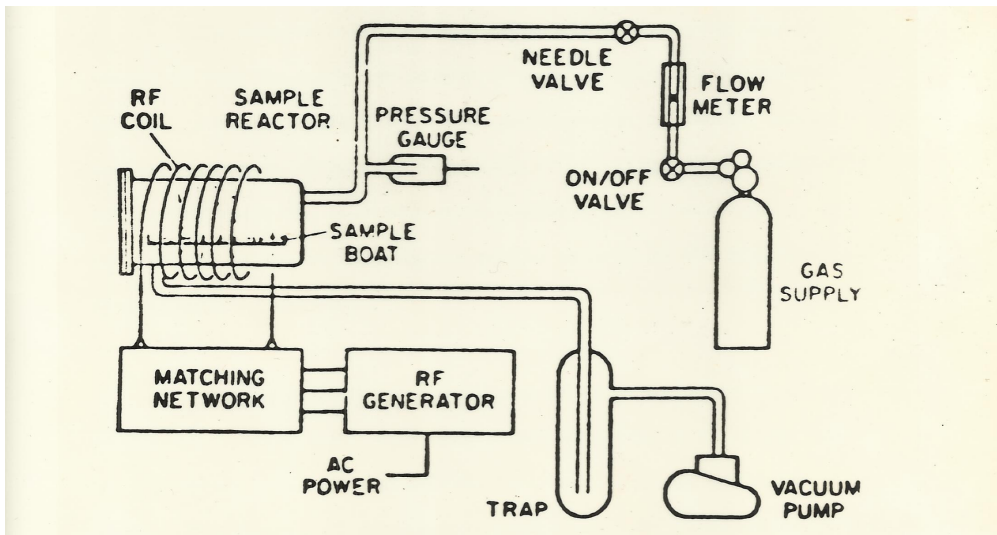 NEEDLE
VALVE
FLOW
METER
RF
COIL
SAMPLE
REACTOR
PRESSURE
GAUGE
ON/OFF
VALVE
SAMPLE
BOAT
GAS
SUPPLY
MATCHING
NETWORK
RF
GENERATOR
AC
POWER
TRAP
VACUUM
PUMP